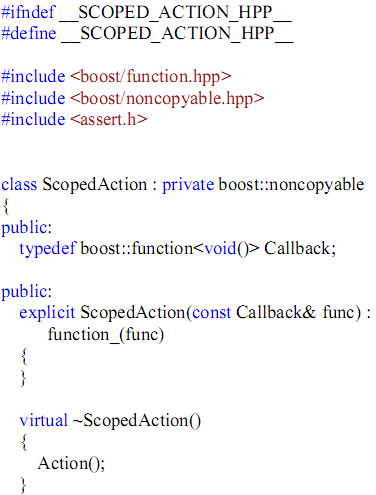 #ifndef __SCOPED_ACTION_HPP__
#define __SCOPED_ACTION_HPP__
#include <boost/function.hpp>
#include <boost/noncopyable.hpp>
#include <assert.h>
class ScopedAction : private boost::noncopyable
{
public:
typedef boost::function<void()> Callback;
public:
explicit ScopedAction(const Callback& func) :
function_(func)
{
}
virtual ~ScopedAction()
{
Action();
}